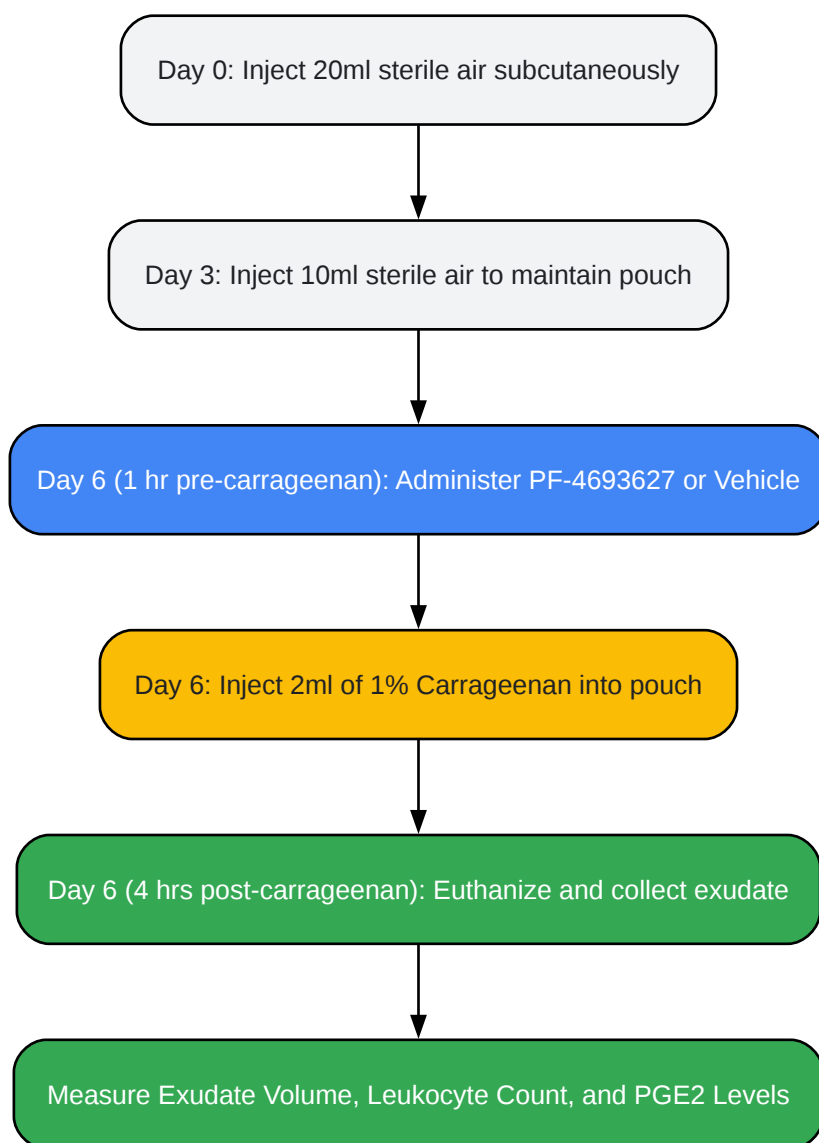 Day 0: Inject 20ml sterile air subcutaneously
Day 3: Inject 10ml sterile air to maintain pouch
Day 6 (1 hr pre-carrageenan): Administer PF-4693627 or Vehicle
Day 6: Inject 2ml of 1% Carrageenan into pouch
Day 6 (4 hrs post-carrageenan): Euthanize and collect exudate
Measure Exudate Volume, Leukocyte Count, and PGE2 Levels